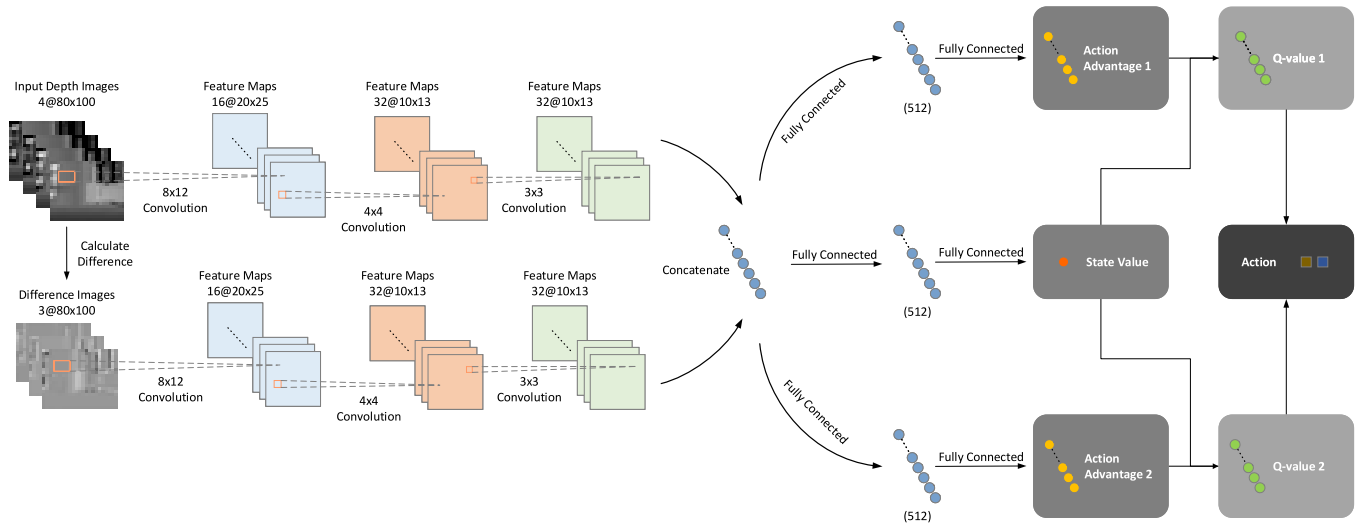 Input Depth Images
4@80x100
Feature Maps
16@20x25
Feature Maps
32@10x13
Feature Maps
32@10x13
8x12
Convolution
4x4
Convolution
3x3
Convolution
Calculate
Difference
Difference Images
3@80x100
Feature Maps
16@20x25
Feature Maps
32@10x13
Feature Maps
32@10x13
8x12
Convolution
4x4
Convolution
3x3
Convolution
Concatenate
Fully Connected
Fully Connected
Fully Connected
(512)
Fully Connected
(512)
Fully Connected
(512)
Fully Connected
Action
Advantage 1
Q-value 1
State Value
Action
Action
Advantage 2
Q-value 2